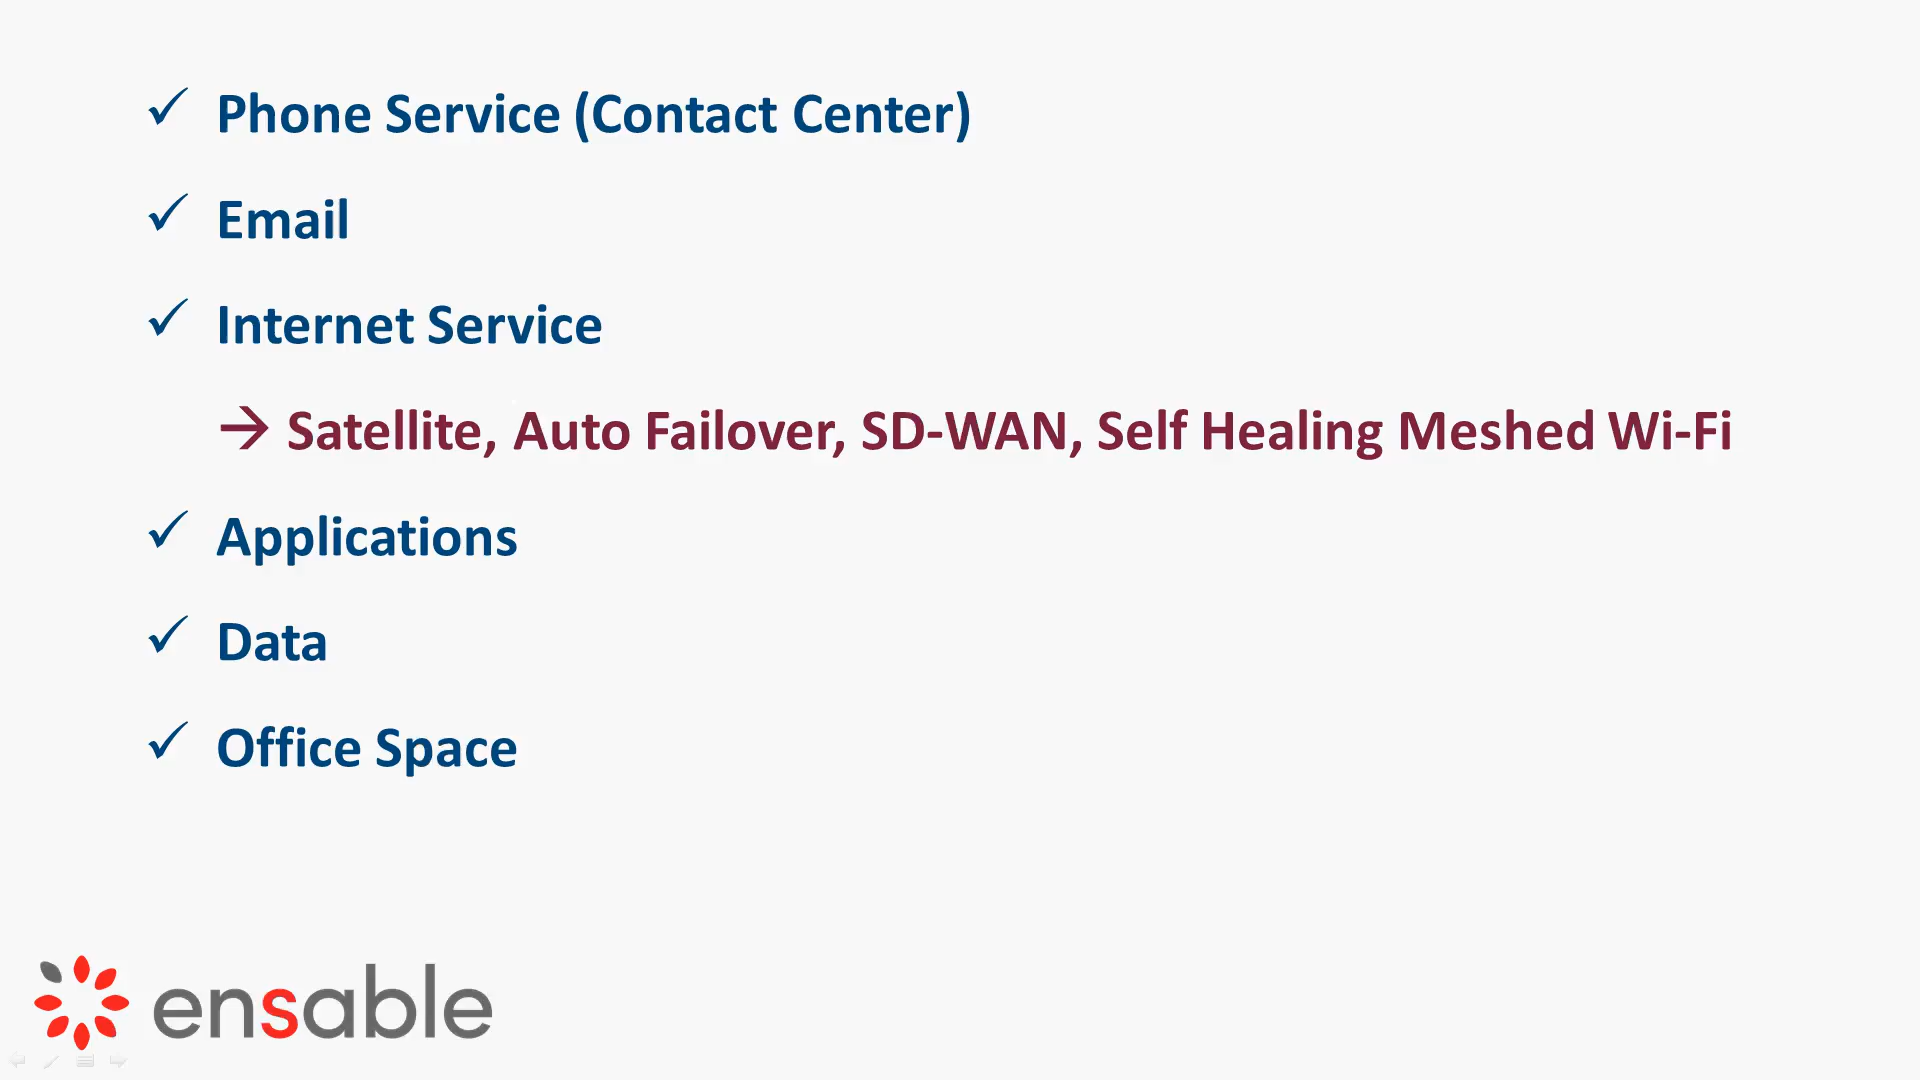 ✓ Phone Service (Contact Center)
✓ Email
✓ Internet Service
→ Satellite, Auto Failover, SD-WAN, Self Healing Meshed Wi-Fi
✓ Applications
✓ Data
✓ Office Space
ensable